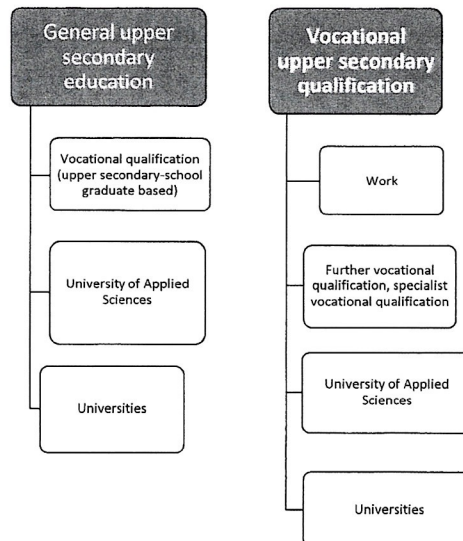 General upper
secondary
education
Vocational qualification
(upper secondary-school
graduate based)
University of Applied
Sciences
Universities
Vocational
upper secondary
qualification
Work
Further vocational
qualification, specialist
vocational qualification
University of Applied
Sciences
Universities